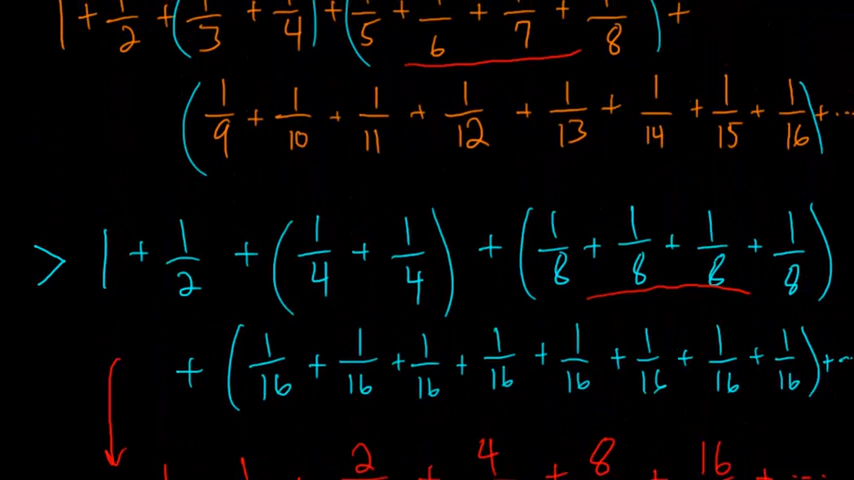 1 + 1/2 + (1/3 + 1/4) + (1/5 + 1/6 + 1/7 + 1/8) +
(1/9 + 1/10 + 1/11 + 1/12 + 1/13 + 1/14 + 1/15 + 1/16) + ...
> 1 + 1/2 + (1/4 + 1/4) + (1/8 + 1/8 + 1/8 + 1/8)
+ (1/16 + 1/16 + 1/16 + 1/16 + 1/16 + 1/16 + 1/16 + 1/16) + ...
2 + 4 + 8 + 16 + ...